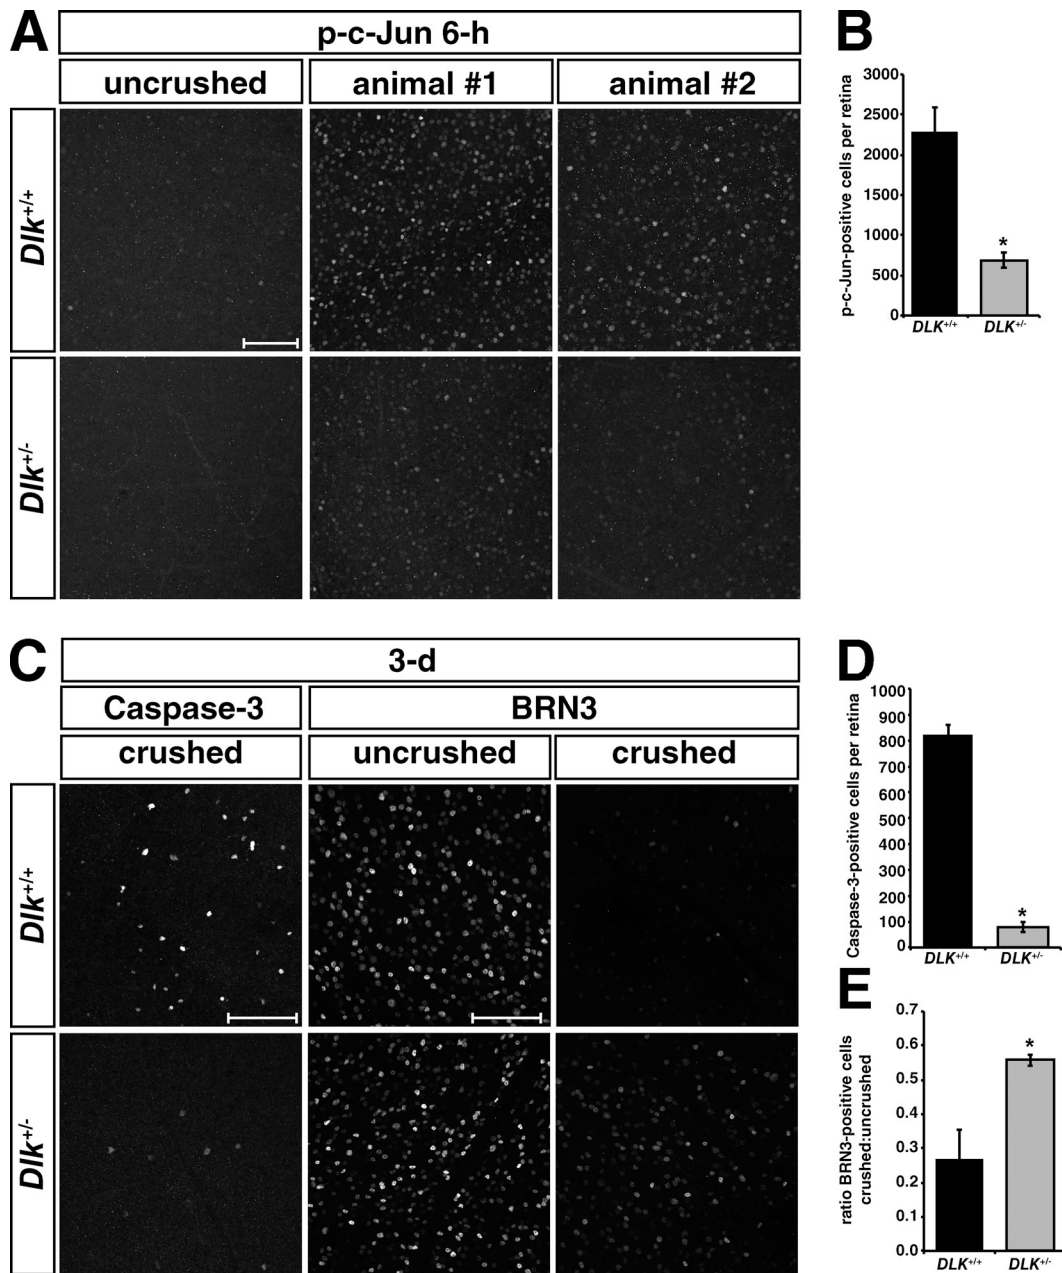 A
p-c-Jun 6-h
uncrushed
animal #1
animal #2
Dlk+/+
Dlk+/-
B
p-c-Jun-positive cells per retina
3000
2500
2000
1500
1000
500
0
*
DLK+/+
DLK+/-
C
3-d
Caspase-3
BRN3
crushed
uncrushed
crushed
Dlk+/+
Dlk+/-
D
Caspase-3-positive cells per retina
1000
900
800
700
600
500
400
300
200
100
0
*
DLK+/+
DLK+/-
E
ratio BRN3-positive cells
crushed:uncrushed
0.7
0.6
0.5
0.4
0.3
0.2
0.1
0.0
*
DLK+/+
DLK+/-